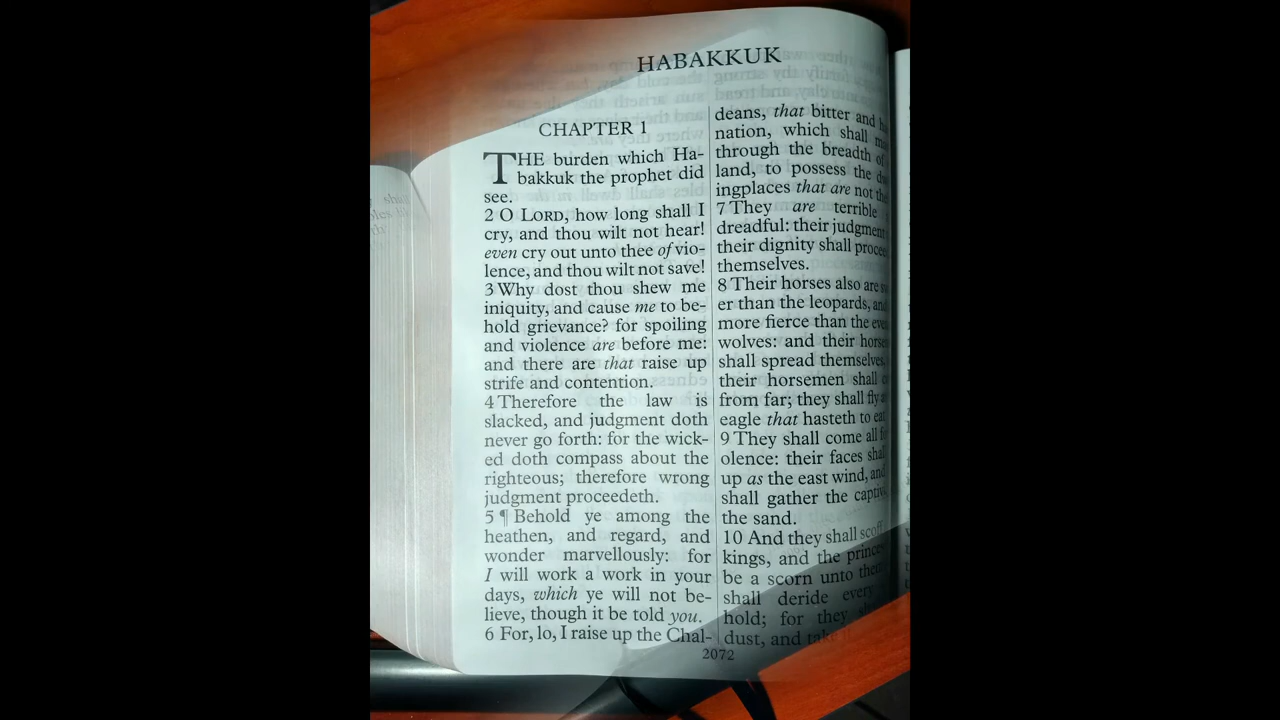 HABAKKUK
CHAPTER 1
THE burden which Ha-
bakkuk the prophet did
see.
2 O LORD, how long shall I
cry, and thou wilt not hear!
even cry out unto thee of vio-
lence, and thou wilt not save!
3 Why dost thou shew me
iniquity, and cause me to be-
hold grievance? for spoiling
and violence are before me:
and there are that raise up
strife and contention.
4 Therefore the law is
slacked, and judgment doth
never go forth: for the wick-
ed doth compass about the
righteous; therefore wrong
judgment proceedeth.
5 ¶ Behold ye among the
heathen, and regard, and
wonder marvellously: for
I will work a work in your
days, which ye will not be-
lieve, though it be told you.
6 For, lo, I raise up the Chal-
deans, that bitter and
nation, which shall
through the breadth of
land, to possess the
ingplaces that are not
7 They are terrible
dreadful: their judgment
their dignity shall
themselves.
8 Their horses also are
er than the leopards, and
more fierce than the
wolves: and their
shall spread themselves,
their horsemen shall
from far; they shall fly
eagle that hasteth to eat
9 They shall come all
olence: their faces
up as the east wind, and
shall gather the
the sand.
10 And they shall scoff
kings, and the
be a scorn unto
shall deride every
hold; for they
dust, and take
2072